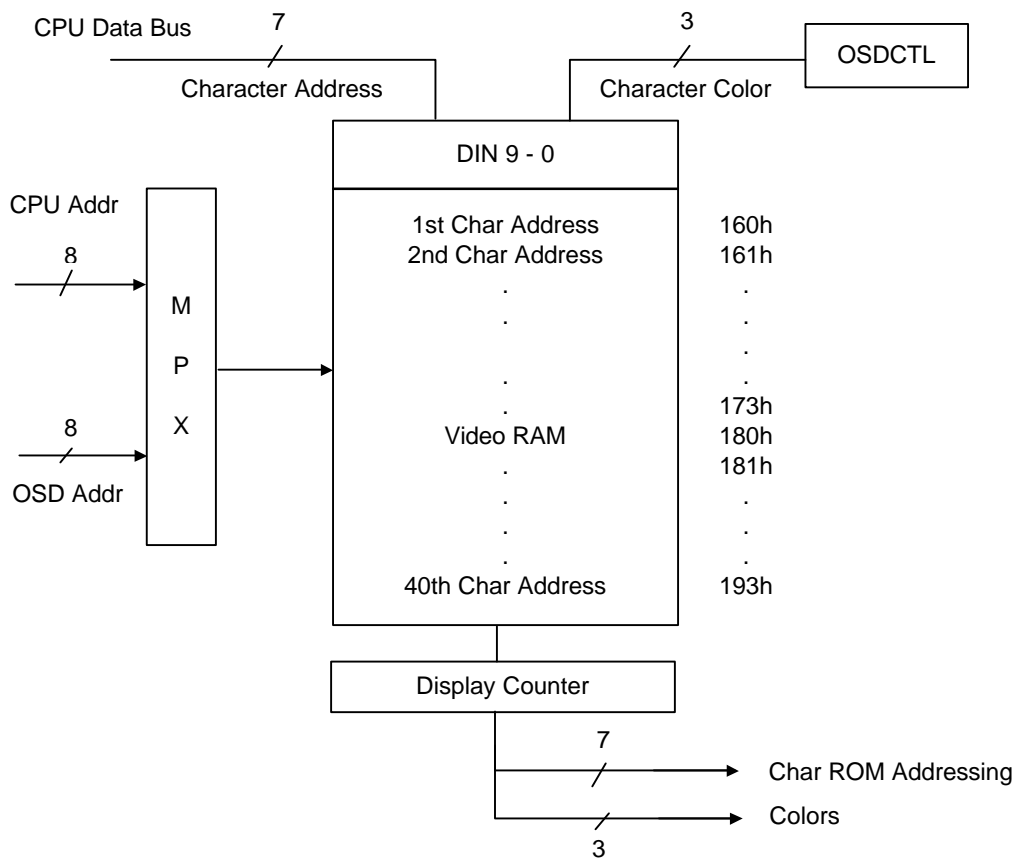 CPU Data Bus
7
3
OSDCTL
Character Address
Character Color
DIN 9 - 0
CPU Addr
8
M
P
X
8
OSD Addr
1st Char Address 160h
2nd Char Address 161h
. .
. .
.
. .
. 173h
Video RAM 180h
. 181h
. .
. .
. .
40th Char Address 193h
Display Counter
7
Char ROM Addressing
Colors
3